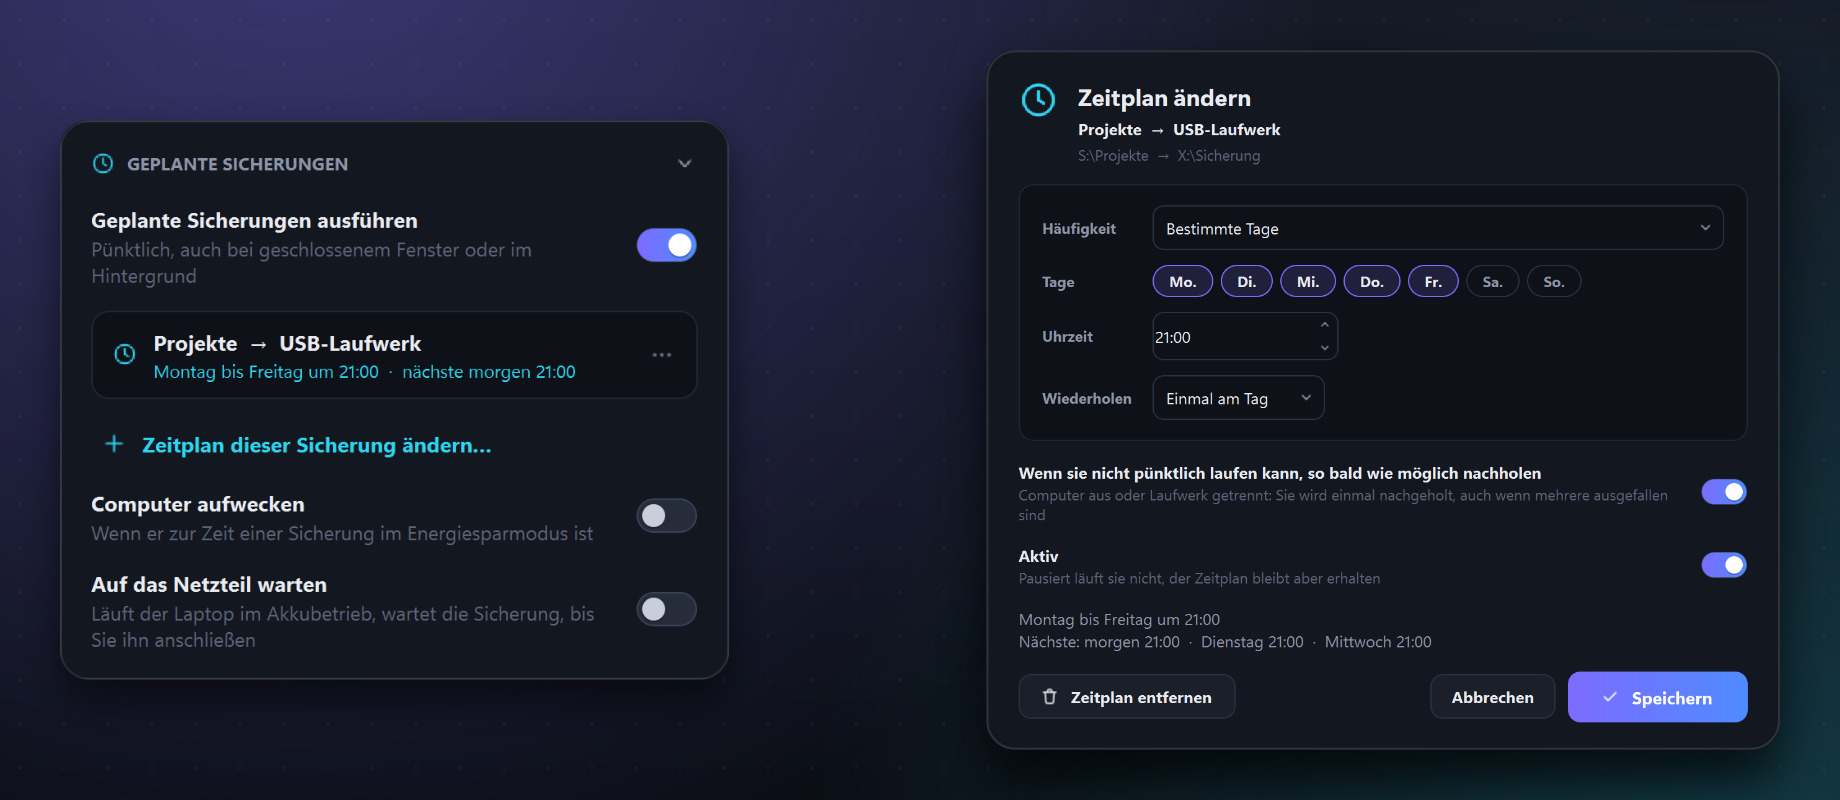 GEPLANTE SICHERUNGEN
Geplante Sicherungen ausführen
Pünktlich, auch bei geschlossenem Fenster oder im
Hintergrund
Projekte → USB-Laufwerk
Montag bis Freitag um 21:00 · nächste morgen 21:00
Zeitplan dieser Sicherung ändern...
Computer aufwecken
Wenn er zur Zeit einer Sicherung im Energiesparmodus ist
Auf das Netzteil warten
Läuft der Laptop im Akkubetrieb, wartet die Sicherung, bis
Sie ihn anschließen
Zeitplan ändern
Projekte → USB-Laufwerk
S:\Projekte → X:\Sicherung
Häufigkeit Bestimmte Tage
Tage Mo. Di. Mi. Do. Fr. Sa. So.
Uhrzeit 21:00
Wiederholen Einmal am Tag
Wenn sie nicht pünktlich laufen kann, so bald wie möglich nachholen
Computer aus oder Laufwerk getrennt: Sie wird einmal nachgeholt, auch wenn mehrere ausgefallen
sind
Aktiv
Pausiert läuft sie nicht, der Zeitplan bleibt aber erhalten
Montag bis Freitag um 21:00
Nächste: morgen 21:00 · Dienstag 21:00 · Mittwoch 21:00
Zeitplan entfernen Abbrechen Speichern